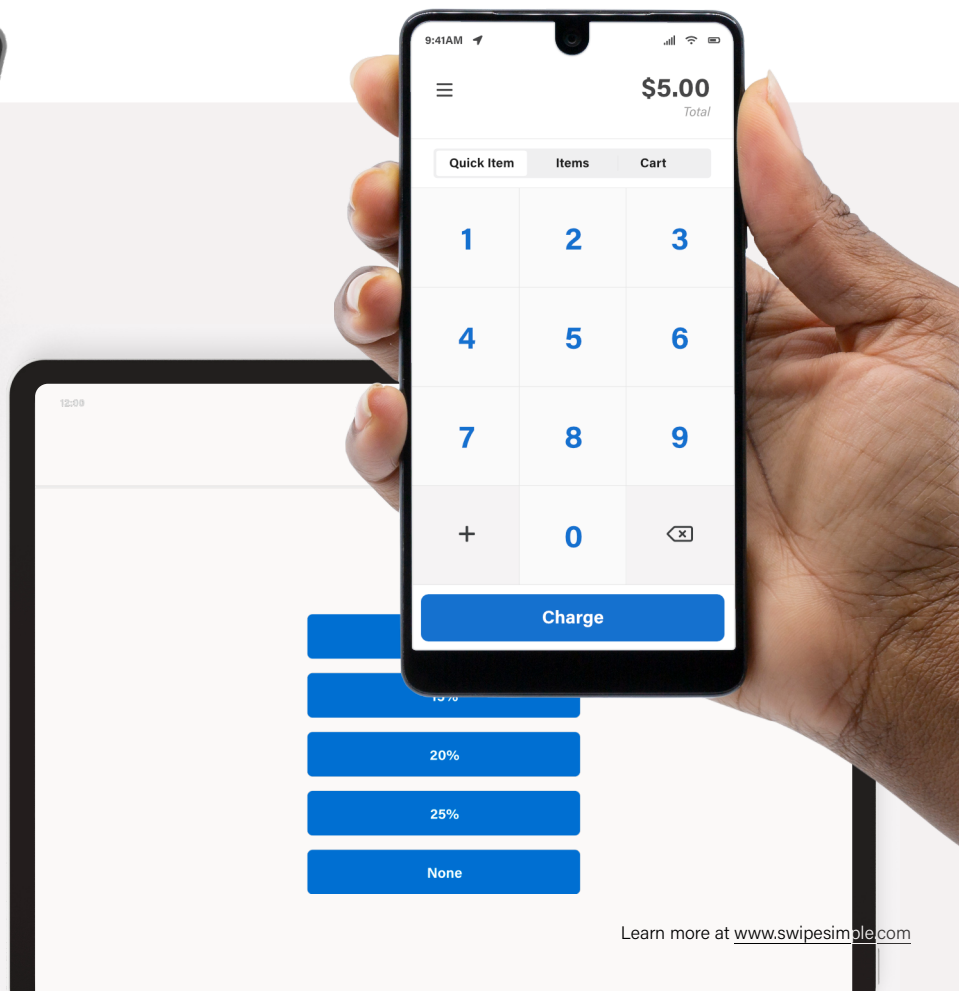 9:41AM
$5.00
Total
Quick Item Items Cart
1 2 3
4 5 6
7 8 9
+ 0
Charge
12:09
15%
20%
25%
None
Learn more at www.swipesimple.com